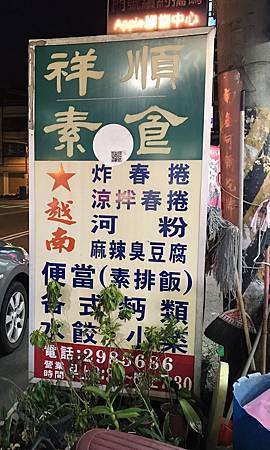 Apple維修中心
祥順
素食
★越南
炸春捲
涼拌春捲
河粉
麻辣臭豆腐
便當(素排飯)
各式 類
水餃.小菜
電話:2985686
營業
時間